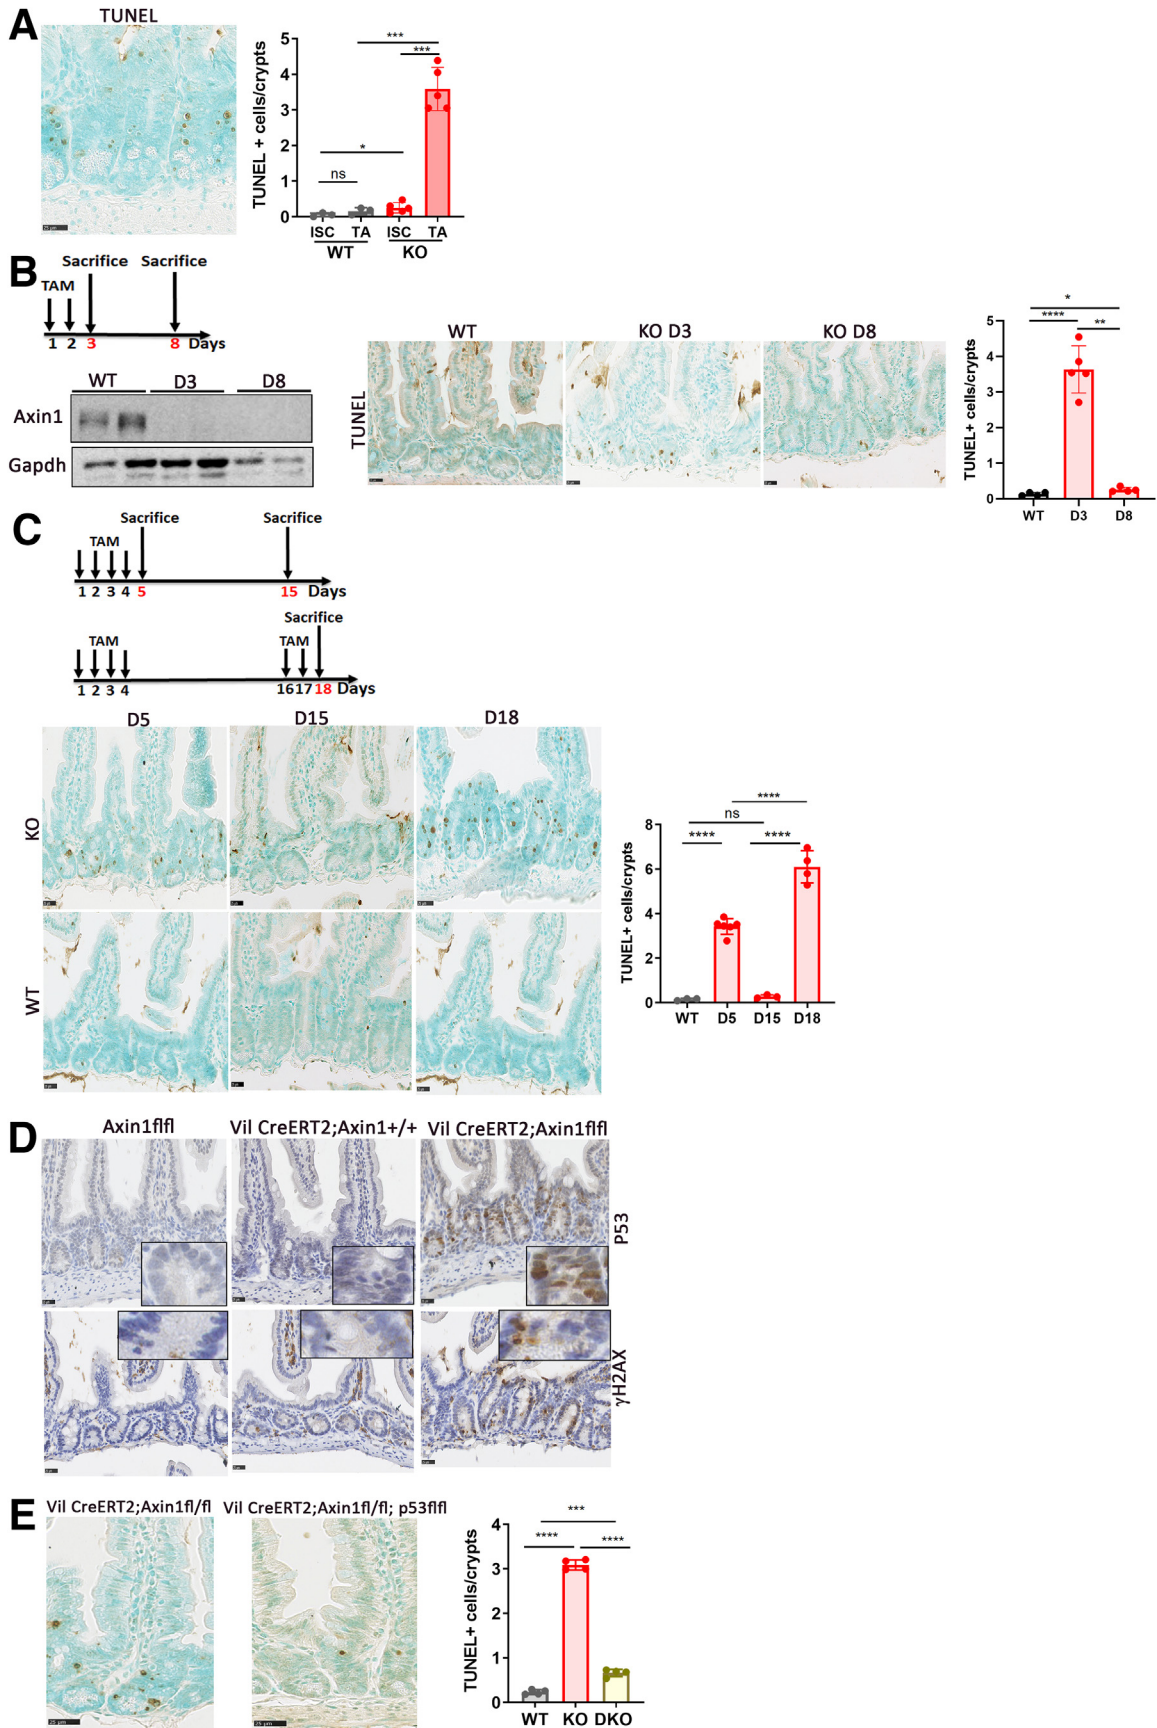 A
TUNEL
25 µm
TUNEL + cells/crypts
5
4
3
2
1
0
***
***
*
ns
ISC TA ISC TA
WT KO
B
Sacrifice Sacrifice
TAM
1 2 3 8 Days
WT D3 D8
Axin1
Gapdh
WT KO D3 KO D8
TUNEL
TUNEL+ cells/crypts
5
4
3
2
1
0
*
**** **
WT D3 D8
C
Sacrifice Sacrifice
TAM
1 2 3 4 5 15 Days
Sacrifice
TAM TAM
1 2 3 4 16 17 18 Days
D5 D15 D18
KO
WT
TUNEL+ cells/crypts
8
6
4
2
0
****
ns
**** ****
WT D5 D15 D18
D
Axin1flfl Vil CreERT2;Axin1+/+ Vil CreERT2;Axin1flfl
P53
γH2AX
E
Vil CreERT2;Axin1fl/fl Vil CreERT2;Axin1fl/fl; p53flfl
25 µm 25 µm
TUNEL+ cells/crypts
4
3
2
1
0
***
**** ****
WT KO DKO